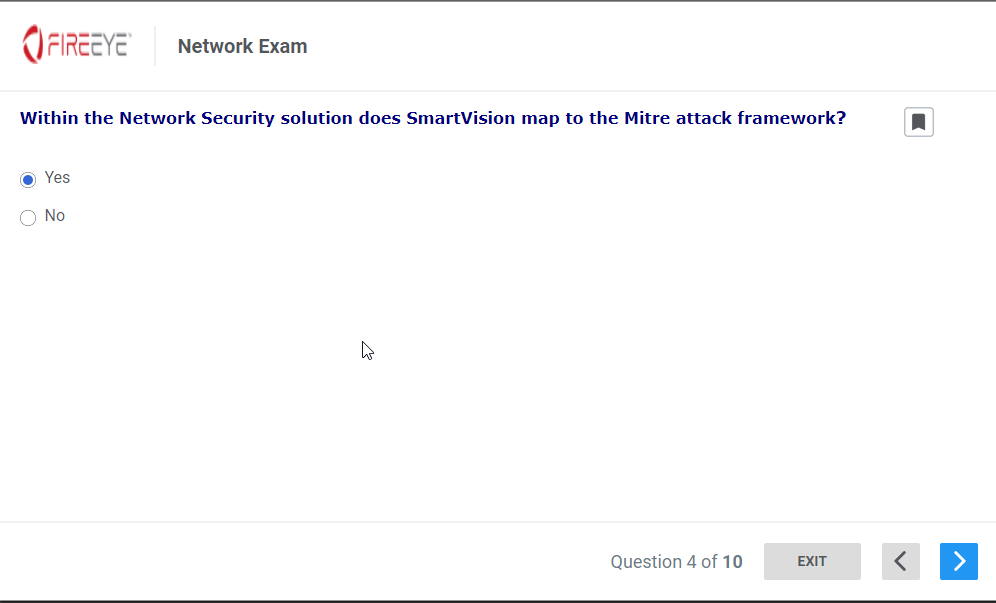 FIREEYE™
Network Exam
Within the Network Security solution does SmartVision map to the Mitre attack framework?
Yes
No
Question 4 of 10
EXIT